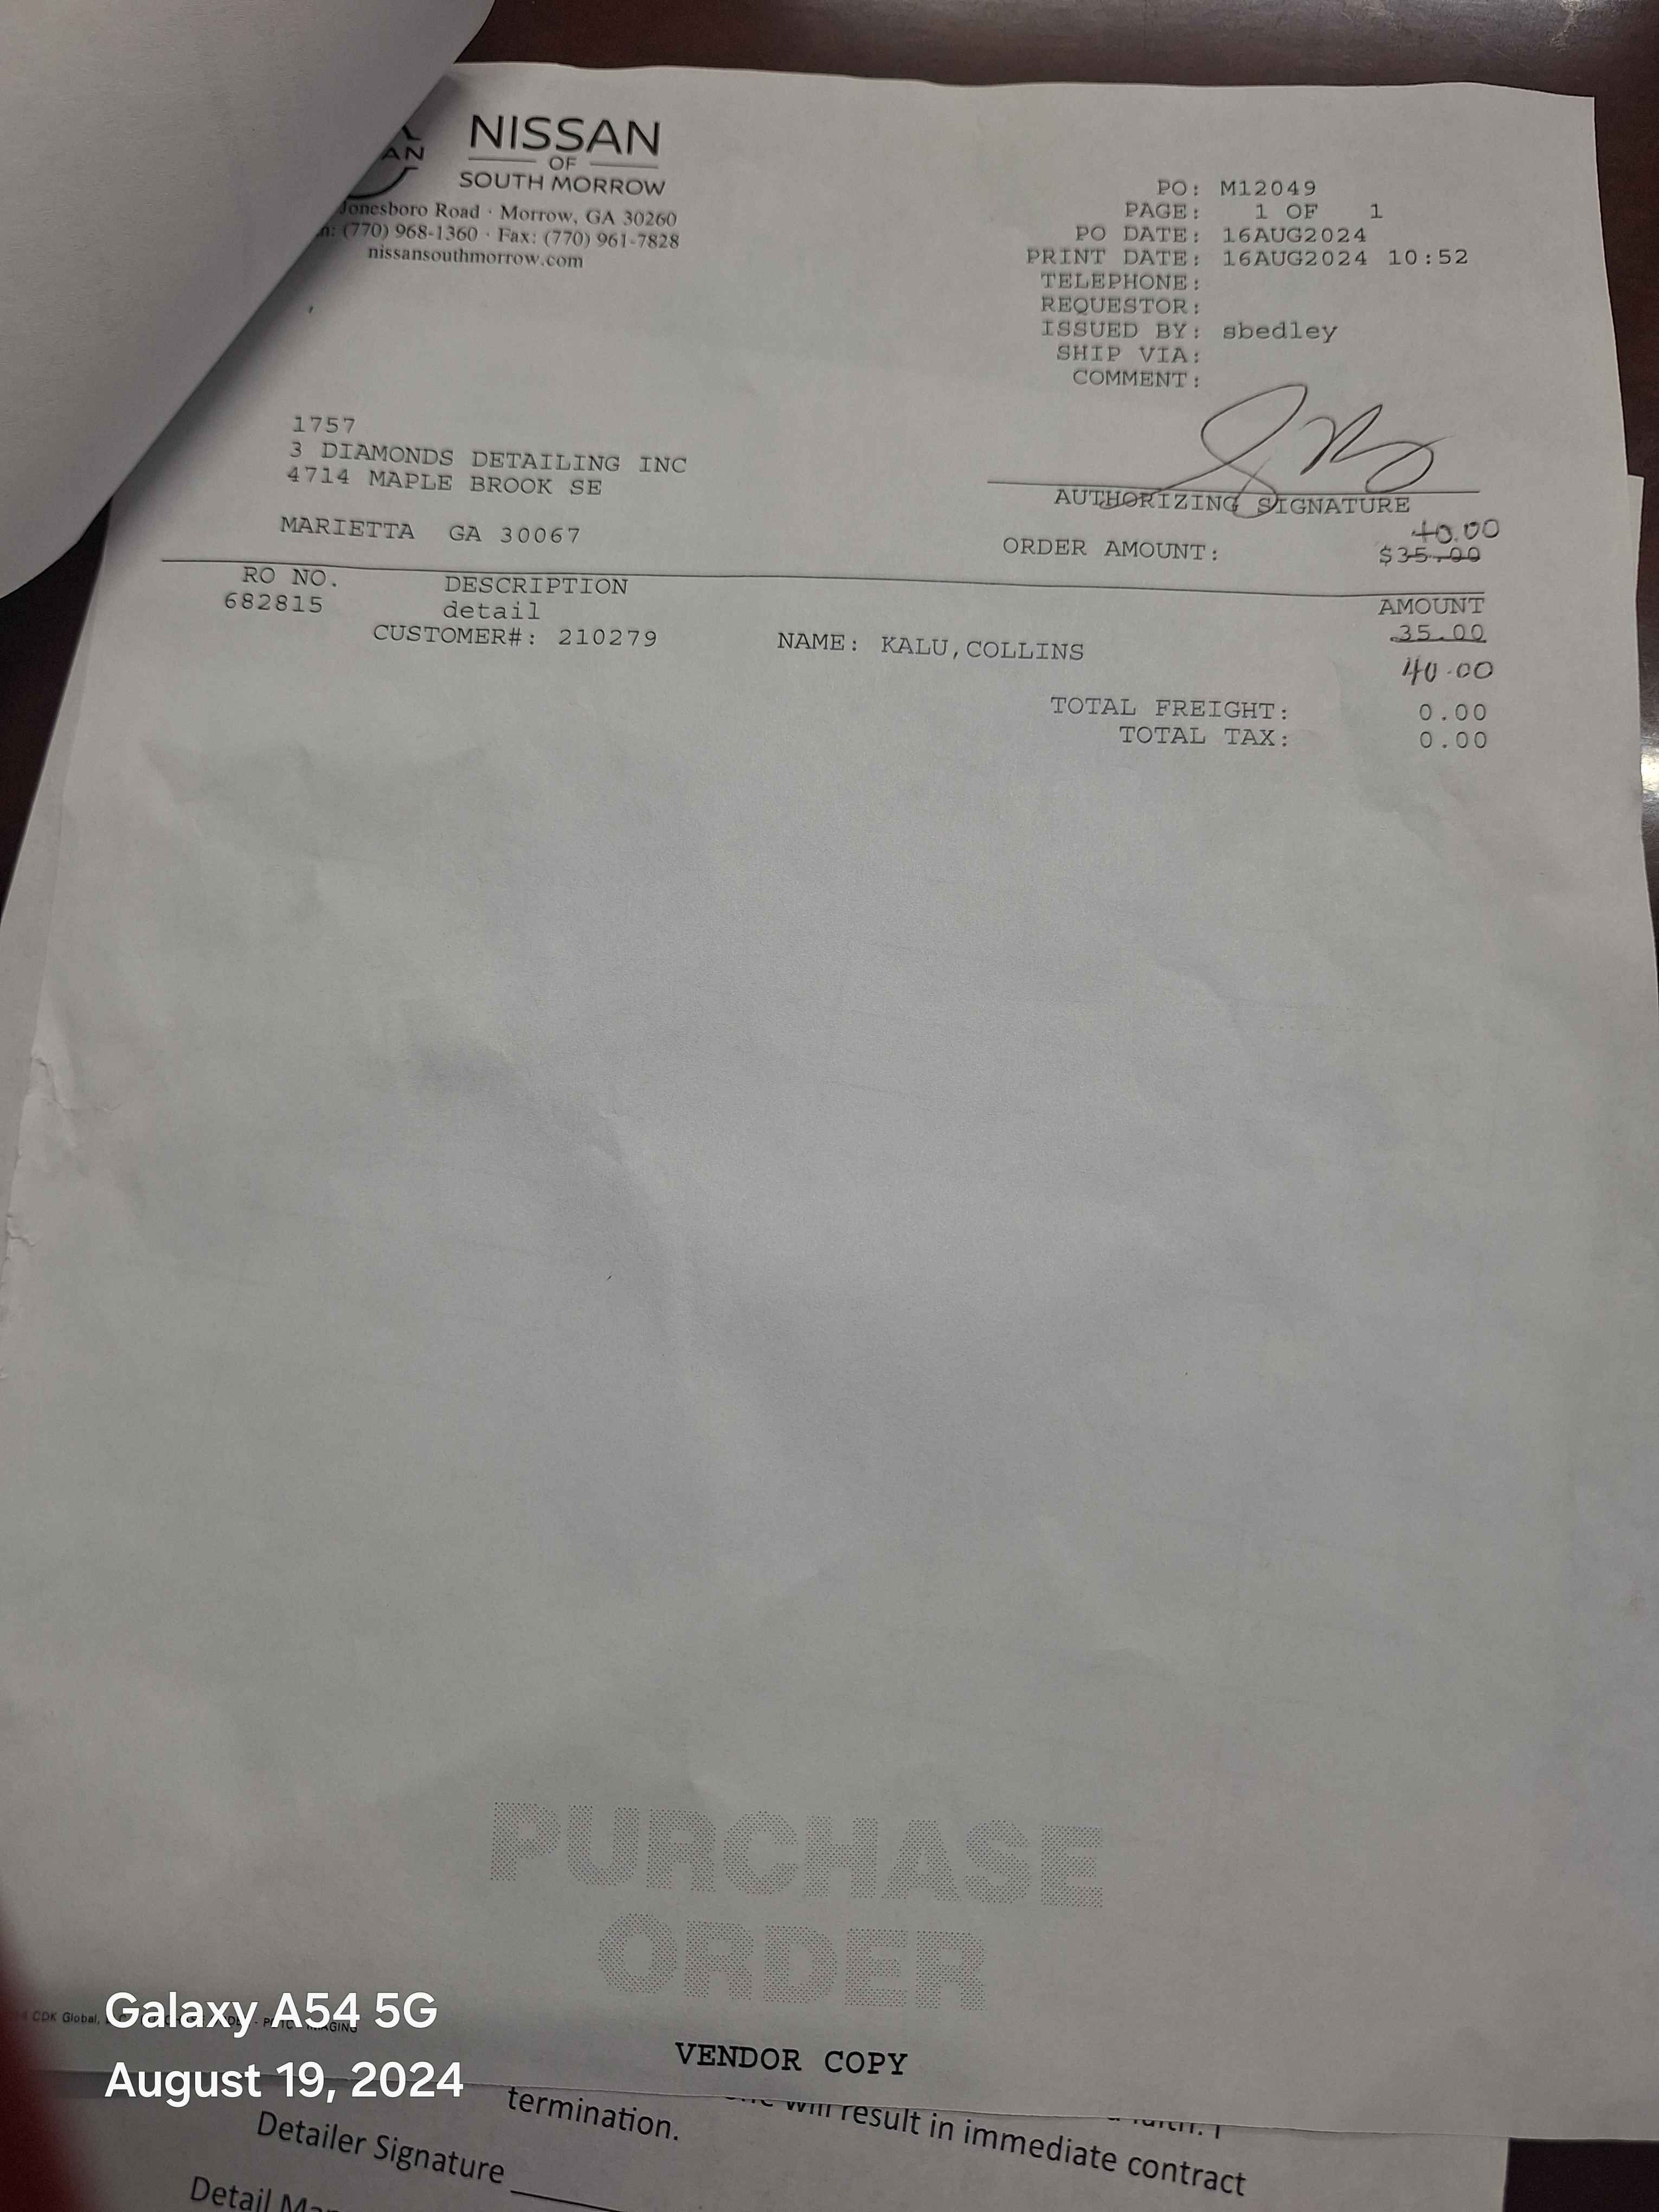 AN
NISSAN
OF
SOUTH MORROW
Jonesboro Road · Morrow, GA 30260
(770) 968-1360 · Fax: (770) 961-7828
nissansouthmorrow.com
PO: M12049
PAGE: 1 OF 1
PO DATE: 16AUG2024
PRINT DATE: 16AUG2024 10:52
TELEPHONE:
REQUESTOR:
ISSUED BY: sbedley
SHIP VIA:
COMMENT:
1757
3 DIAMONDS DETAILING INC
4714 MAPLE BROOK SE
MARIETTA GA 30067
AUTHORIZING SIGNATURE
40.00
ORDER AMOUNT: $35.00
RO NO. DESCRIPTION AMOUNT
682815 detail 35.00
CUSTOMER#: 210279 NAME: KALU,COLLINS
40.00
TOTAL FREIGHT: 0.00
TOTAL TAX: 0.00
PURCHASE
ORDER
CDK Global,
IMAGING
Galaxy A54 5G
August 19, 2024
VENDOR COPY
will result in immediate contract
termination.
Detailer Signature
Detail